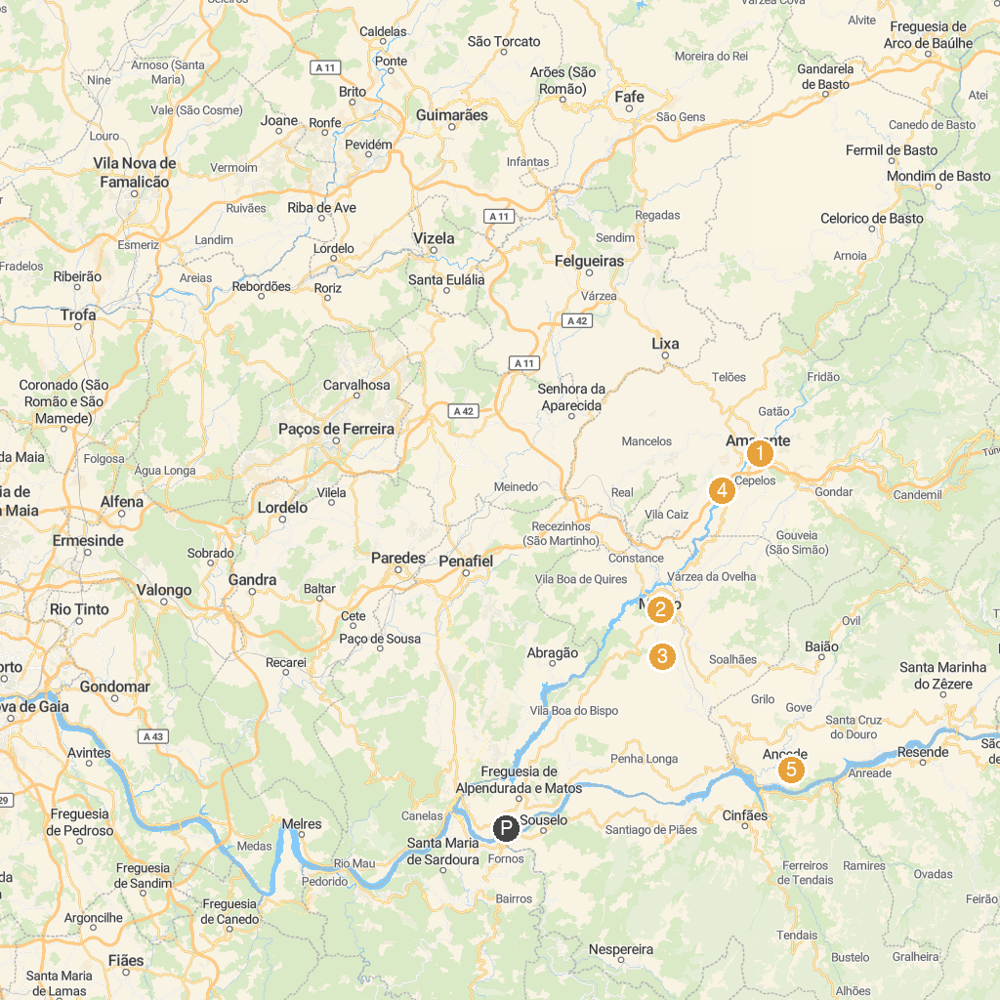 Caldelas
São Torcato
Alvite
Freguesia de
Arco de Baúlhe
Moreira do Rei
Arnoso (Santa
Maria)
A 11
Ponte
Nine
Arões (São
Romão)
Gandarela
de Basto
Brito
Fafe
Atei
Vale (São Cosme)
Joane
Ronfe
Guimarães
São Gens
Canedo de Basto
Louro
Pevidém
Fermil de Basto
Vila Nova de
Famalicão
Vermoim
Infantas
Mondim de Basto
Ruivães
Riba de Ave
A 11
Regadas
Celorico de Basto
Esmeriz
Landim
Lordelo
Vizela
Sendim
Arnoia
Fradelos
Ribeirão
Areias
Rebordões
Roriz
Santa Eulália
Felgueiras
Várzea
Trofa
A 42
Lixa
A 11
Telões
Fridão
Coronado (São
Romão e São
Mamede)
Carvalhosa
Senhora da
Aparecida
A 42
Gatão
Paços de Ferreira
Mancelos
1
da Maia
Folgosa
Água Longa
Cepelos
4
Gondar
Candemil
Meinedo
Real
Vila Caiz
Alfena
Vilela
Lordelo
Maia
Ermesinde
Recezinhos
(São Martinho)
Gouveia
(São Simão)
Sobrado
Paredes
Penafiel
Constance
Gandra
Várzea da Ovelha
Valongo
Baltar
Vila Boa de Quires
Rio Tinto
2
Cete
Ovil
Paço de Sousa
Abragão
3
Baião
Recarei
Soalhães
Santa Marinha
do Zêzere
Gondomar
Grilo
Gove
Vila Boa do Bispo
Santa Cruz
do Douro
A 43
Avintes
Penha Longa
5
Resende
Anreade
Freguesia de
Alpendurada e Matos
29
Freguesia
de Pedroso
Melres
Canelas
P
Souselo
Cinfães
Santiago de Piães
Medas
Santa Maria
de Sardoura
Fornos
Rio Mau
Pedorido
Freguesia
de Sandim
Ferreiros
de Tendais
Ramires
Ovadas
Bairros
Freguesia
de Canedo
Argoncilhe
Tendais
Nespereira
Fiães
Bustelo
Gralheira
Santa Maria
de Lamas
Alhões